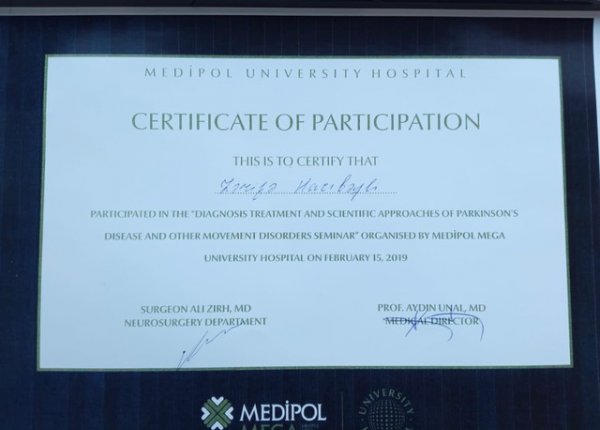 MEDİPOL UNIVERSITY HOSPITAL
CERTIFICATE OF PARTICIPATION
THIS IS TO CERTIFY THAT
PARTICIPATED IN THE "DIAGNOSIS TREATMENT AND SCIENTIFIC APPROACHES OF PARKINSON'S
DISEASE AND OTHER MOVEMENT DISORDERS SEMINAR" ORGANISED BY MEDİPOL MEGA
UNIVERSITY HOSPITAL ON FEBRUARY 15, 2019
SURGEON ALI ZIRH, MD
NEUROSURGERY DEPARTMENT
PROF. AYDIN UNAL, MD
MEDICAL DIRECTOR
MEDİPOL
MEGA
UNIVERSITY